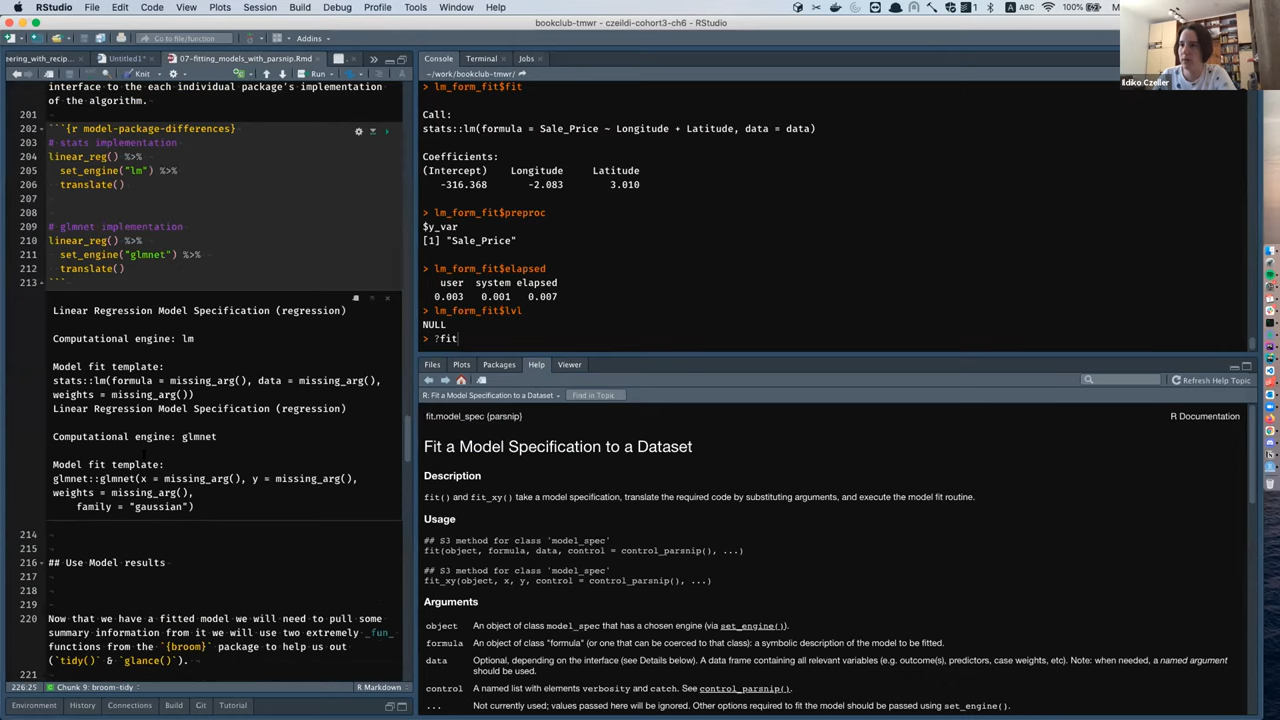 RStudio File Edit Code View Plots Session Build Debug Profile Tools Window Help ABC 100%
bookclub-tmwr - czeildi-cohort3-ch6 - RStudio
Go to file/function Addins
eering_with_recip... Untitled1* 07-fitting_models_with_parsnip.Rmd
Knit Run
interface to the each individual package's implementation
of the algorithm.
201
202 ```{r model-package-differences}
203 # stats implementation
204 linear_reg() %>%
205 set_engine("lm") %>%
206 translate()
207
208
209 # glmnet implementation
210 linear_reg() %>%
211 set_engine("glmnet") %>%
212 translate()
213 ```
Linear Regression Model Specification (regression)
Computational engine: lm
Model fit template:
stats::lm(formula = missing_arg(), data = missing_arg(),
weights = missing_arg())
Linear Regression Model Specification (regression)
Computational engine: glmnet
Model fit template:
glmnet::glmnet(x = missing_arg(), y = missing_arg(),
weights = missing_arg(),
family = "gaussian")
214
215
216 ## Use Model results
217
218
219
220 Now that we have a fitted model we will need to pull some
summary information from it we will use two extremely _fun_
functions from the `{broom}` package to help us out
(`tidy()` & `glance()`).
221
226:25 Chunk 9: broom-tidy R Markdown
Environment History Connections Build Git Tutorial
Console Terminal Jobs
~/work/bookclub-tmwr/
> lm_form_fit$fit
Call:
stats::lm(formula = Sale_Price ~ Longitude + Latitude, data = data)
Coefficients:
(Intercept) Longitude Latitude
-316.368 -2.083 3.010
> lm_form_fit$preproc
$y_var
[1] "Sale_Price"
> lm_form_fit$elapsed
user system elapsed
0.003 0.001 0.007
> lm_form_fit$lvl
NULL
> ?fit
Files Plots Packages Help Viewer
Refresh Help Topic
R: Fit a Model Specification to a Dataset Find in Topic
fit.model_spec {parsnip} R Documentation
Fit a Model Specification to a Dataset
Description
fit() and fit_xy() take a model specification, translate the required code by substituting arguments, and execute the model fit routine.
Usage
## S3 method for class 'model_spec'
fit(object, formula, data, control = control_parsnip(), ...)
## S3 method for class 'model_spec'
fit_xy(object, x, y, control = control_parsnip(), ...)
Arguments
object An object of class model_spec that has a chosen engine (via set_engine()).
formula An object of class "formula" (or one that can be coerced to that class): a symbolic description of the model to be fitted.
data Optional, depending on the interface (see Details below). A data frame containing all relevant variables (e.g. outcome(s), predictors, case weights, etc). Note: when needed, a named argument
should be used.
control A named list with elements verbosity and catch. See control_parsnip().
... Not currently used; values passed here will be ignored. Other options required to fit the model should be passed using set_engine().
Ildiko Czeller